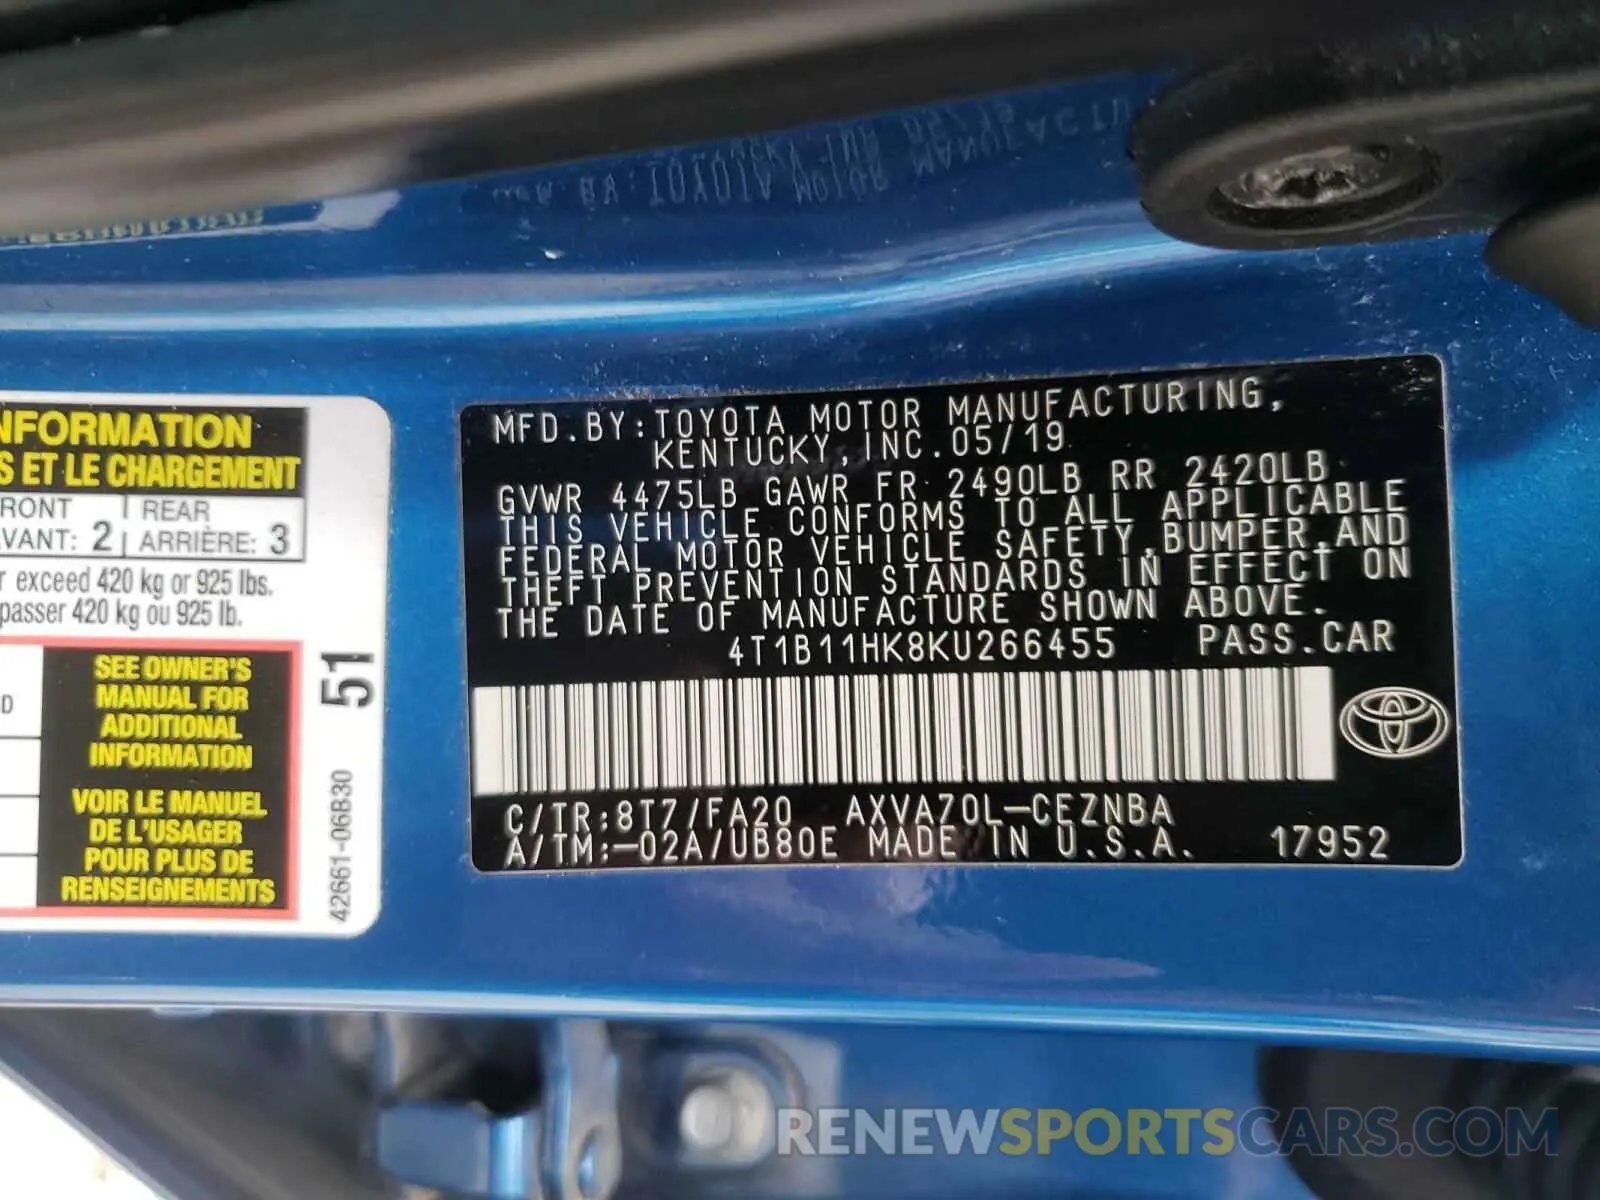 NFORMATION
S ET LE CHARGEMENT
RONT
REAR
VANT: 2
ARRIÈRE: 3
r exceed 420 kg or 925 lbs.
passer 420 kg ou 925 lb.
D
SEE OWNER'S
MANUAL FOR
ADDITIONAL
INFORMATION
VOIR LE MANUEL
DE L'USAGER
POUR PLUS DE
RENSEIGNEMENTS
51
42661-06B30
MFD.BY:TOYOTA MOTOR MANUFACTURING,
KENTUCKY,INC.05/19
GVWR 4475LB GAWR FR 2490LB RR 2420LB
THIS VEHICLE CONFORMS TO ALL APPLICABLE
FEDERAL MOTOR VEHICLE SAFETY,BUMPER,AND
THEFT PREVENTION STANDARDS IN EFFECT ON
THE DATE OF MANUFACTURE SHOWN ABOVE.
4T1B11HK8KU266455 PASS.CAR
C/TR:8T7/FA20 AXVA70L-CEZNBA
A/TM:-02A/UB80E MADE IN U.S.A. 17952
RENEWSPORTSCARS.COM